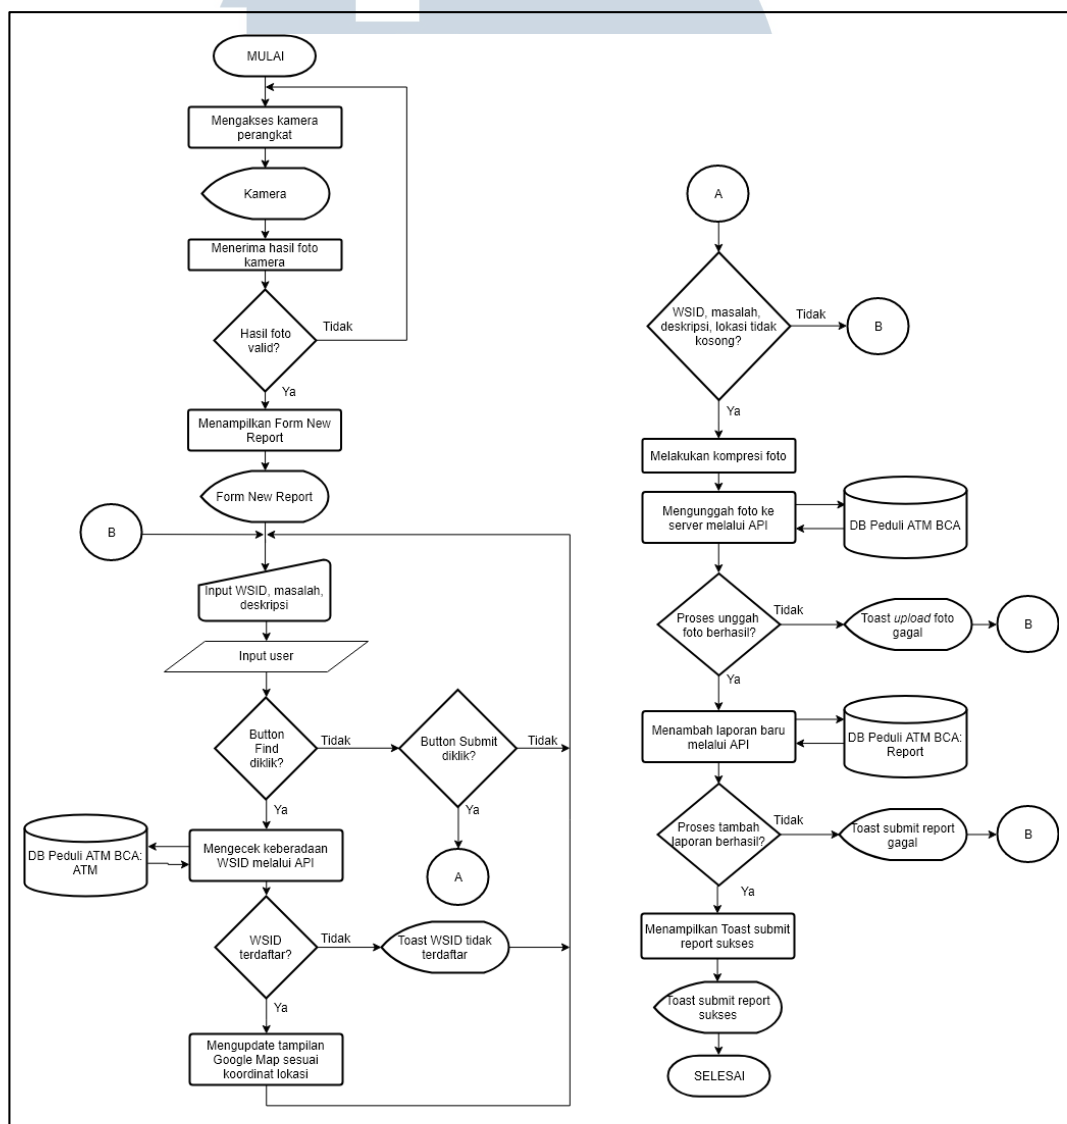 MULAI
Mengakses kamera
perangkat
Kamera
Menerima hasil foto
kamera
Hasil foto
valid?
Tidak
Ya
Menampilkan Form New
Report
Form New Report
B
Input WSID, masalah,
deskripsi
Input user
Button
Find
diklik?
Tidak
Button Submit
diklik?
Tidak
Ya
Ya
A
Mengecek keberadaan
WSID melalui API
DB Peduli ATM BCA:
ATM
WSID
terdaftar?
Tidak
Toast WSID tidak
terdaftar
Ya
Mengupdate tampilan
Google Map sesuai
koordinat lokasi
A
WSID, masalah,
deskripsi, lokasi tidak
kosong?
Tidak
B
Ya
Melakukan kompresi foto
Mengunggah foto ke
server melalui API
DB Peduli ATM BCA
Proses unggah
foto berhasil?
Tidak
Toast upload foto
gagal
B
Ya
Menambah laporan baru
melalui API
DB Peduli ATM BCA:
Report
Proses tambah
laporan berhasil?
Tidak
Toast submit report
gagal
B
Ya
Menampilkan Toast submit
report sukses
Toast submit report
sukses
SELESAI